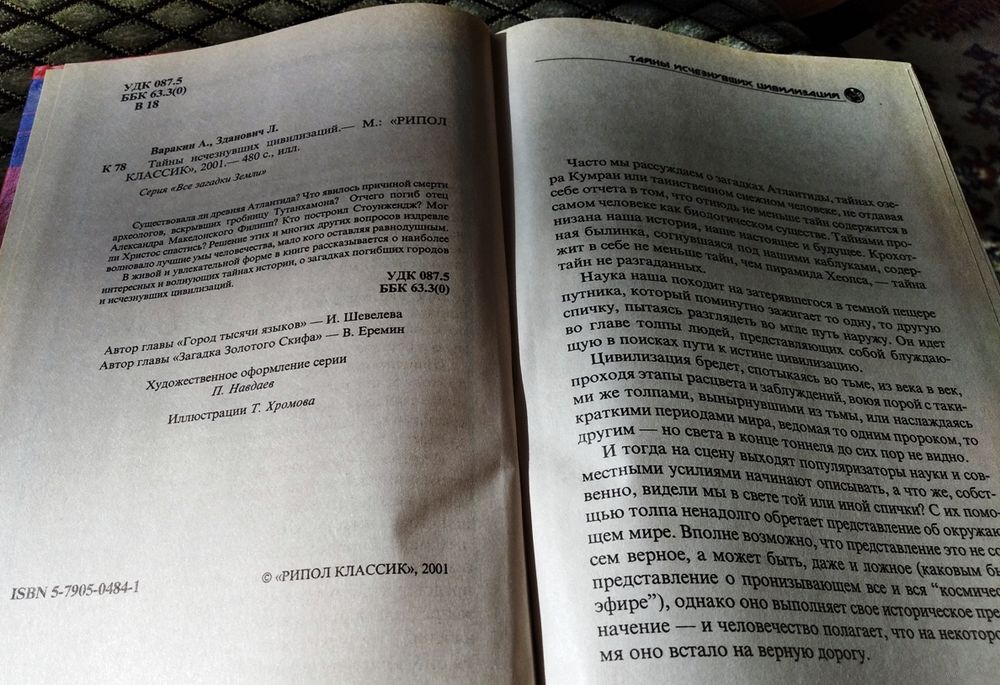 УДК 087.5
ББК 63.3(0)
В 18
Варакин А., Зданович Л.
К 78 Тайны исчезнувших цивилизаций.— М.: «РИПОЛ
КЛАССИК», 2001.— 480 с., илл.
Серия «Все загадки Земли»
Существовала ли древняя Атлантида? Что явилось причиной смерти
археологов, вскрывших гробницу Тутанхамона? Отчего погиб отец
Александра Македонского Филипп? Кто построил Стоунхендж? Мог
ли Христос спастись? Решение этих и многих других вопросов издревле
волновало лучшие умы человечества, мало кого оставляя равнодушным.
В живой и увлекательной форме в книге рассказывается о наиболее
интересных и волнующих тайнах истории, о загадках погибших городов
и исчезнувших цивилизаций.
УДК 087.5
ББК 63.3(0)
Автор главы «Город тысячи языков» — И. Шевелева
Автор главы «Загадка Золотого Скифа» — В. Еремин
Художественное оформление серии
П. Навдаев
Иллюстрации Т. Хромова
ISBN 5-7905-0484-1
© «РИПОЛ КЛАССИК», 2001
ТАЙНЫ ИСЧЕЗНУВШИХ ЦИВИЛИЗАЦИЙ
Часто мы рассуждаем о загадках Атлантиды, тайнах озе-
ра Кумран или таинственном снежном человеке, не отдавая
себе отчета в том, что отнюдь не меньше тайн содержится в
самом человеке как биологическом существе. Тайнами про-
низана наша история, наше настоящее и будущее. Крохот-
ная былинка, согнувшаяся под нашими каблуками, содер-
жит в себе не меньше тайн, чем пирамида Хеопса, — тайна
тайн не разгаданных.
Наука наша походит на затерявшегося в темной пещере
путника, который поминутно зажигает то одну, то другую
спичку, пытаясь разглядеть во мгле путь наружу. Он идет
во главе толпы людей, представляющих собой блуждаю-
щую в поисках пути к истине цивилизацию.
Цивилизация бредет, спотыкаясь во тьме, из века в век,
проходя этапы расцвета и заблуждений, воюя порой с таки-
ми же толпами, вынырнувшими из тьмы, или наслаждаясь
краткими периодами мира, ведомая то одним пророком, то
другим — но света в конце тоннеля до сих пор не видно.
И тогда на сцену выходят популяризаторы науки и сов-
местными усилиями начинают описывать, а что же, собст-
венно, видели мы в свете той или иной спички? С их помо-
щью толпа ненадолго обретает представление об окружаю
щем мире. Вполне возможно, что представление это не со
сем верное, а может быть, даже и ложное (каковым бы
представление о пронизывающем все и вся “космичес
эфире”), однако оно выполняет свое историческое пре
начение — и человечество полагает, что на некоторо
мя оно встало на верную дорогу.